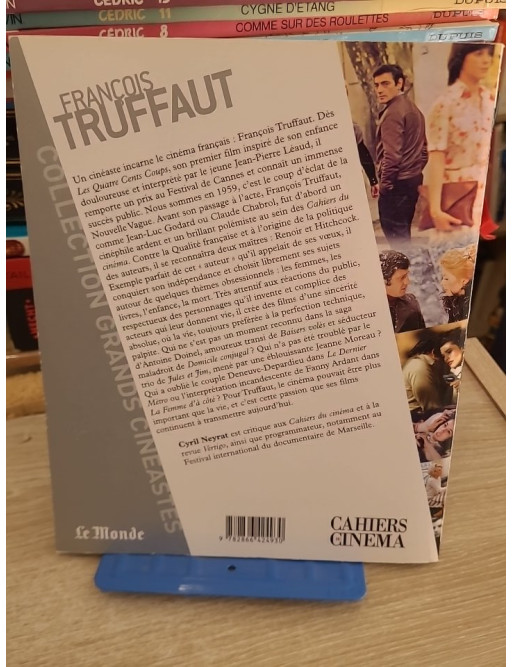 CÉDRIC 11
CYGNE D'ÉTANG
DUPUIS
CÉDRIC 8
COMME SUR DES ROULETTES
DUPUIS
FRANÇOIS
TRUFFAUT
COLLECTION GRANDS CINÉASTES
Un cinéaste incarne le cinéma français : François Truffaut. Dès
Les Quatre Cents Coups, son premier film inspiré de son enfance
douloureuse et interprété par le jeune Jean-Pierre Léaud, il
remporte un prix au Festival de Cannes et connaît un immense
succès public. Nous sommes en 1959, c'est le coup d'éclat de la
Nouvelle Vague. Avant son passage à l'acte, François Truffaut,
comme Jean-Luc Godard ou Claude Chabrol, fut d'abord un
cinéphile ardent et un brillant polémiste au sein des Cahiers du
cinéma. Contre la Qualité française et à l'origine de la politique
des auteurs, il se reconnaîtra deux maîtres : Renoir et Hitchcock.
Exemple parfait de cet « auteur » qu'il appelait de ses vœux, il
conquiert son indépendance et choisit librement ses sujets
autour de quelques thèmes obsessionnels : les femmes, les
livres, l'enfance, la mort. Très attentif aux réactions du public,
respectueux des personnages qu'il invente et complice des
acteurs qui leur donnent vie, il crée des films d'une sincérité
absolue, où la vie, toujours préférée à la perfection technique,
palpite. Qui ne s'est pas un moment reconnu dans la saga
d'Antoine Doinel, amoureux transi de Baisers volés et séducteur
maladroit de Domicile conjugal ? Qui n'a pas été troublé par le
trio de Jules et Jim, mené par une éblouissante Jeanne Moreau ?
Qui a oublié le couple Deneuve-Depardieu dans Le Dernier
Métro ou l'interprétation incandescente de Fanny Ardant dans
La Femme d'à côté ? Pour Truffaut, le cinéma pouvait être plus
important que la vie, et c'est cette passion que ses films
continuent à transmettre aujourd'hui.
Cyril Neyrat est critique aux Cahiers du cinéma et à la
revue Vertigo, ainsi que programmateur, notamment au
Festival international du documentaire de Marseille.
Le Monde
CAHIERS
DU CINEMA